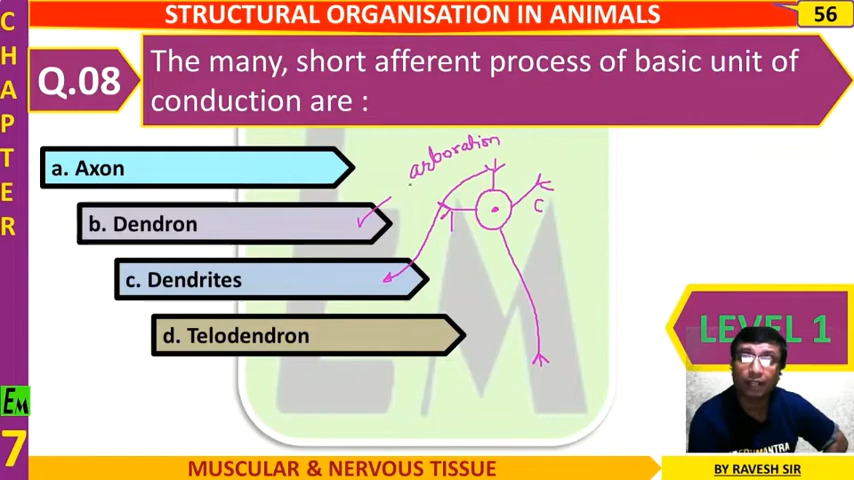 STRUCTURAL ORGANISATION IN ANIMALS
56
CHAPTER
Q.08
The many, short afferent process of basic unit of
conduction are :
arboration
a. Axon
b. Dendron
c. Dendrites
d. Telodendron
C
LEVEL 1
EM
EM
7
MUSCULAR & NERVOUS TISSUE
BY RAVESH SIR